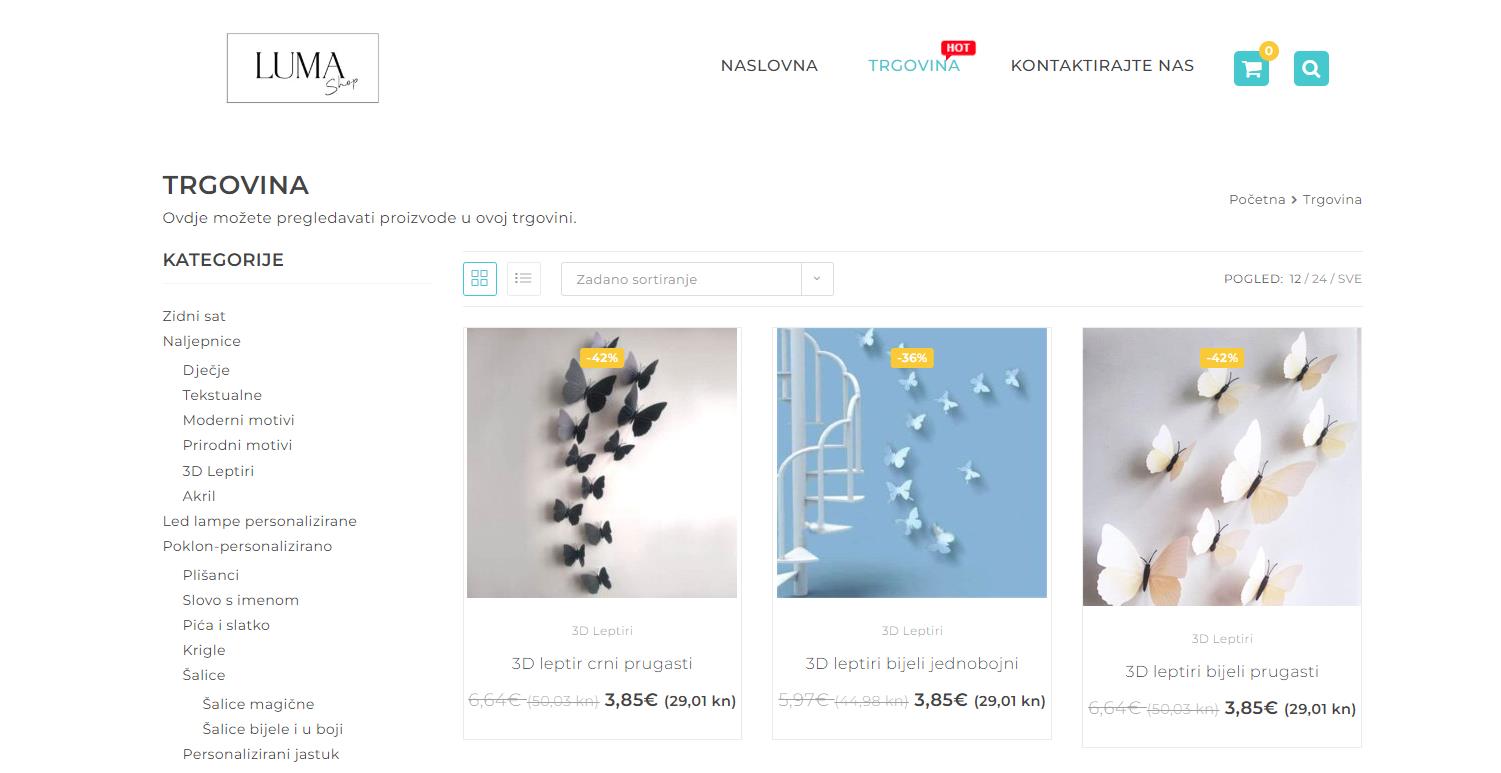 LUMA
Shop
NASLOVNA
TRGOVINA
HOT
KONTAKTIRAJTE NAS
0
TRGOVINA
Ovdje možete pregledavati proizvode u ovoj trgovini.
Početna > Trgovina
KATEGORIJE
Zidni sat
Naljepnice
Dječje
Tekstualne
Moderni motivi
Prirodni motivi
3D Leptiri
Akril
Led lampe personalizirane
Poklon-personalizirano
Plišanci
Slovo s imenom
Pića i slatko
Krigle
Šalice
Šalice magične
Šalice bijele i u boji
Personalizirani jastuk
Zadano sortiranje
POGLED: 12 / 24 / SVE
-42%
3D Leptiri
3D leptir crni prugasti
6,64€ (50,03 kn) 3,85€ (29,01 kn)
-36%
3D Leptiri
3D leptiri bijeli jednobojni
5,97€ (44,98 kn) 3,85€ (29,01 kn)
-42%
3D Leptiri
3D leptiri bijeli prugasti
6,64€ (50,03 kn) 3,85€ (29,01 kn)